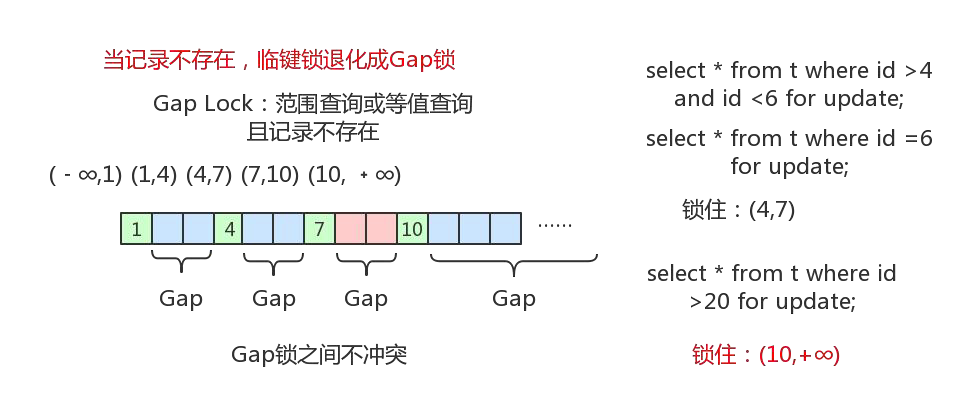 当记录不存在，临键锁退化成Gap锁
Gap Lock：范围查询或等值查询
且记录不存在
( - ∞,1) (1,4) (4,7) (7,10) (10, + ∞)
1 4 7 10 ······
Gap Gap Gap Gap
Gap锁之间不冲突
select * from t where id >4
and id <6 for update;
select * from t where id =6
for update;
锁住：(4,7)
select * from t where id
>20 for update;
锁住：(10,+∞)